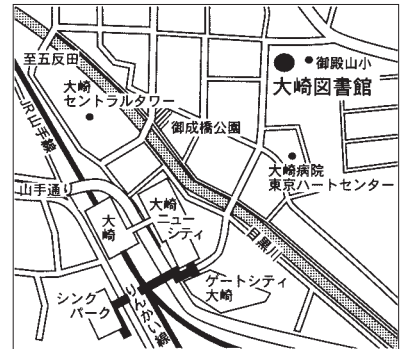 至五反田
大崎
セントラルタワー
御殿山小
大崎図書館
御成橋公園
JR山手線
大崎病院
東京ハートセンター
山手通り
大崎
大崎
ニュー
シティ
目黒川
ゲートシティ
大崎
シンク
パーク
りんかい線